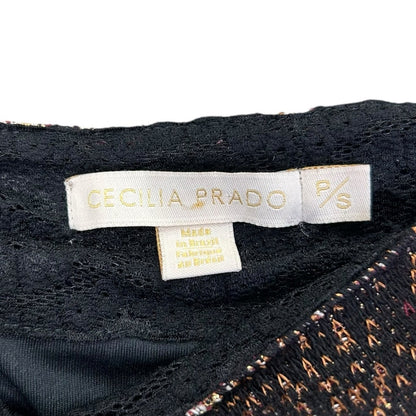 CECILIA PRADO
P/S
Made
in Brazil
Fabriqué
au Brésil